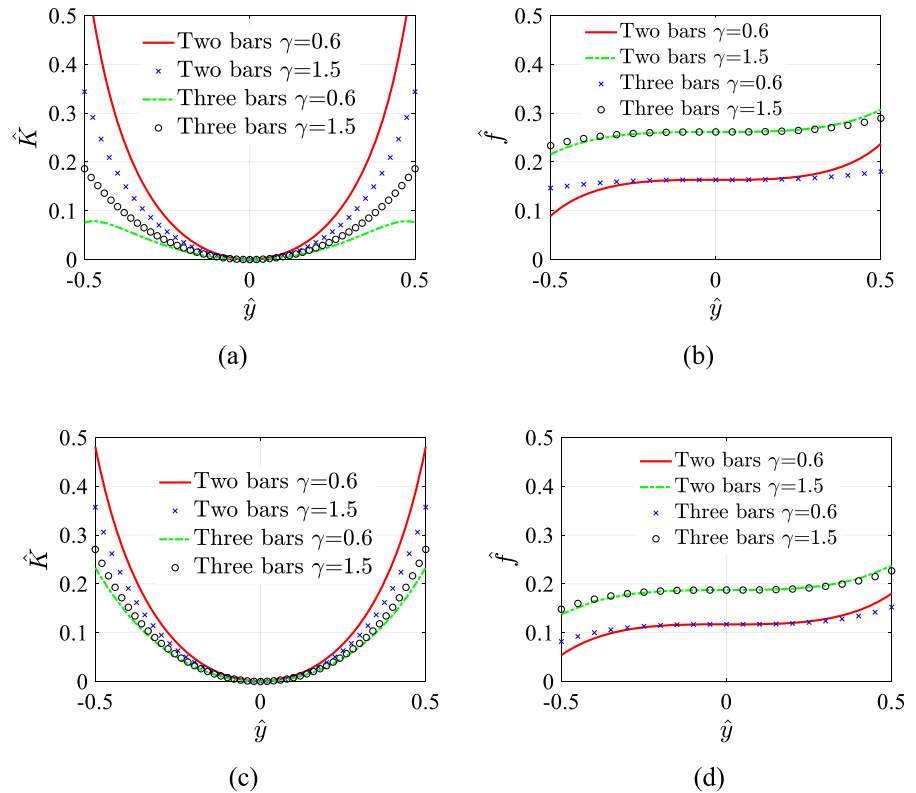 0.5
0.4
0.3
0.2
0.1
0
-0.5
0
0.5
K̂
ŷ
Two bars γ=0.6
Two bars γ=1.5
Three bars γ=0.6
Three bars γ=1.5
(a)
0.5
0.4
0.3
0.2
0.1
0
-0.5
0
0.5
f̂
ŷ
Two bars γ=0.6
Two bars γ=1.5
Three bars γ=0.6
Three bars γ=1.5
(b)
0.5
0.4
0.3
0.2
0.1
0
-0.5
0
0.5
K̂
ŷ
Two bars γ=0.6
Two bars γ=1.5
Three bars γ=0.6
Three bars γ=1.5
(c)
0.5
0.4
0.3
0.2
0.1
0
-0.5
0
0.5
f̂
ŷ
Two bars γ=0.6
Two bars γ=1.5
Three bars γ=0.6
Three bars γ=1.5
(d)